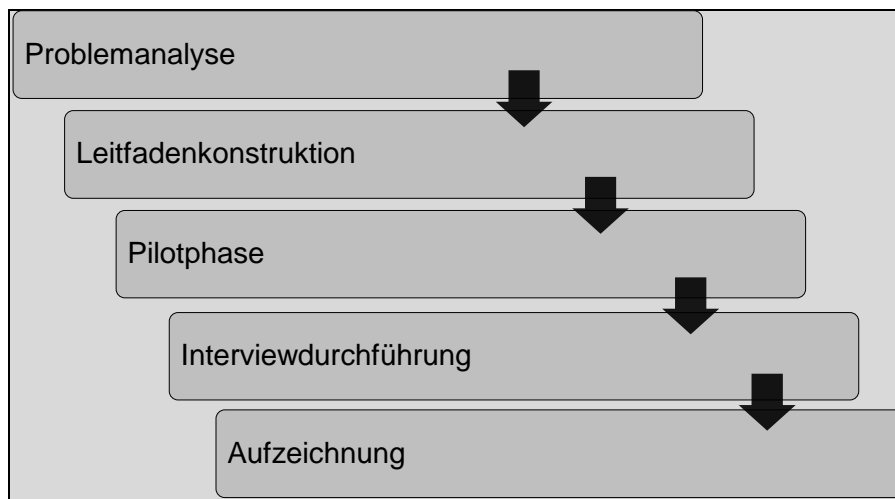 Problemanalyse
Leitfadenkonstruktion
Pilotphase
Interviewdurchführung
Aufzeichnung